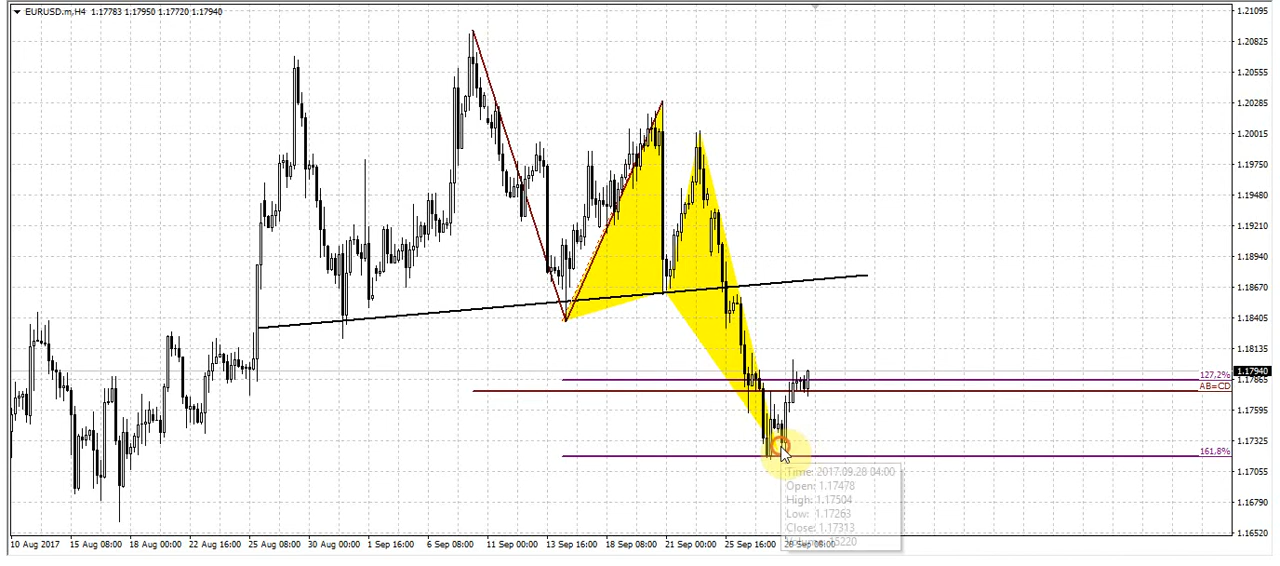 EURUSD.m,H4 1.17783 1.17950 1.17720 1.17940
1.21095
1.20825
1.20555
1.20285
1.20015
1.19750
1.19480
1.19210
1.18940
1.18670
1.18405
1.18135
1.17940
127,2%
1.17865
AB=CD
1.17595
1.17325
161,8%
1.17055
1.16790
1.16520
Time: 2017.09.28 04:00
Open: 1.17478
High: 1.17504
Low: 1.17263
Close: 1.17313
10 Aug 2017 15 Aug 08:00 18 Aug 00:00 22 Aug 16:00 25 Aug 08:00 30 Aug 00:00 1 Sep 16:00 6 Sep 08:00 11 Sep 00:00 13 Sep 16:00 18 Sep 08:00 21 Sep 00:00 25 Sep 16:00 28 Sep 08:00